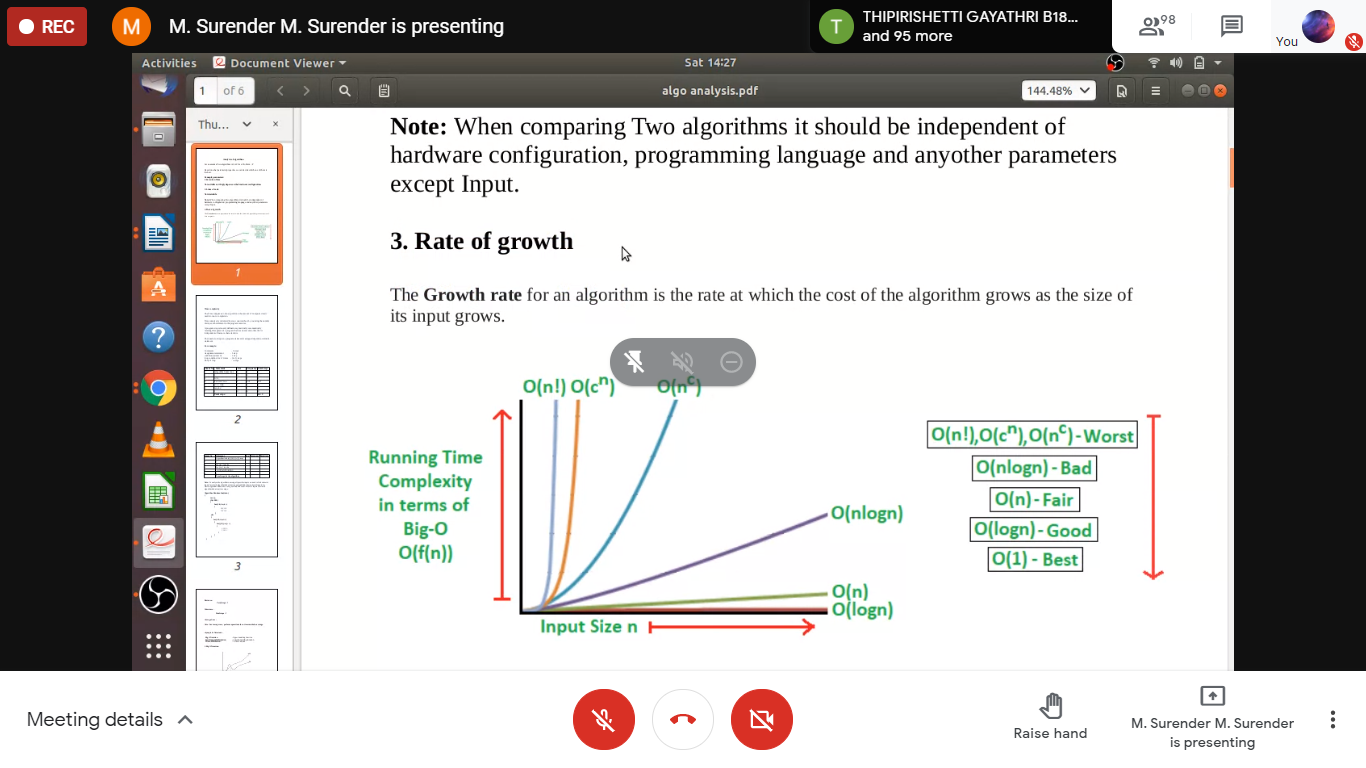 REC
M
M. Surender M. Surender is presenting
T
THIPIRISHETTI GAYATHRI B18...
and 95 more
98
You
Activities
Document Viewer
Sat 14:27
1 of 6
algo analysis.pdf
144.48%
Thu...
1
2
3
Note: When comparing Two algorithms it should be independent of
hardware configuration, programming language and anyother parameters
except Input.
3. Rate of growth
The Growth rate for an algorithm is the rate at which the cost of the algorithm grows as the size of
its input grows.
O(n!) O(cⁿ) O(nᶜ)
Running Time
Complexity
in terms of
Big-O
O(f(n))
O(nlogn)
O(n)
O(logn)
Input Size n
O(n!),O(cⁿ),O(nᶜ)-Worst
O(nlogn) - Bad
O(n) - Fair
O(logn) - Good
O(1) - Best
Meeting details
Raise hand
M. Surender M. Surender
is presenting